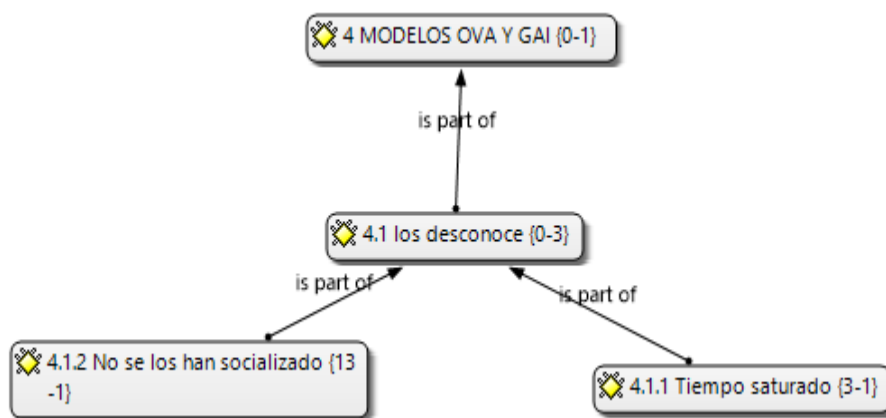 4 MODELOS OVA Y GAI {0-1}
is part of
4.1 los desconoce {0-3}
is part of
is part of
4.1.2 No se los han socializado {13
-1}
4.1.1 Tiempo saturado {3-1}